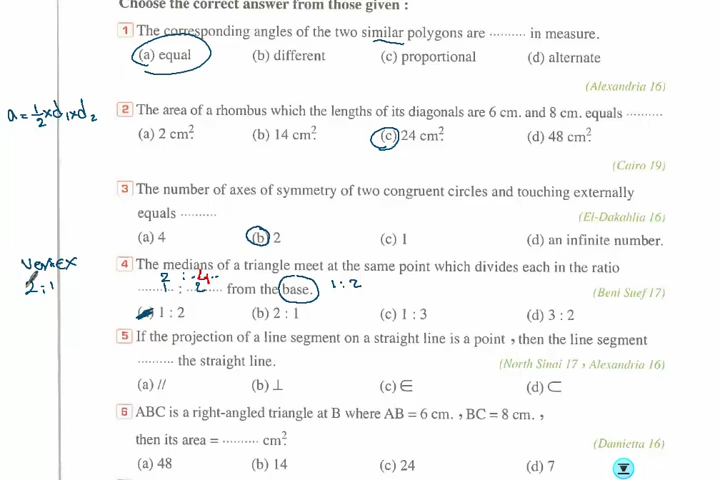 Choose the correct answer from those given :
1 The corresponding angles of the two similar polygons are .......... in measure.
(a) equal (b) different (c) proportional (d) alternate
(Alexandria 16)
a = 1/2 x d1 x d2
2 The area of a rhombus which the lengths of its diagonals are 6 cm. and 8 cm. equals ..........
(a) 2 cm² (b) 14 cm² (c) 24 cm² (d) 48 cm²
(Cairo 19)
3 The number of axes of symmetry of two congruent circles and touching externally
equals ..........
(El-Dakahlia 16)
(a) 4 (b) 2 (c) 1 (d) an infinite number.
vertex
2 : 1
4 The medians of a triangle meet at the same point which divides each in the ratio
2 : 4
1 : 2 from the base. 1 : 2
(Beni Suef 17)
1 : 2 (b) 2 : 1 (c) 1 : 3 (d) 3 : 2
5 If the projection of a line segment on a straight line is a point , then the line segment
.......... the straight line.
(North Sinai 17 , Alexandria 16)
(a) // (b) ⊥ (c) ∈ (d) ⊂
6 ABC is a right-angled triangle at B where AB = 6 cm. , BC = 8 cm. ,
then its area = .......... cm²
(Damietta 16)
(a) 48 (b) 14 (c) 24 (d) 7